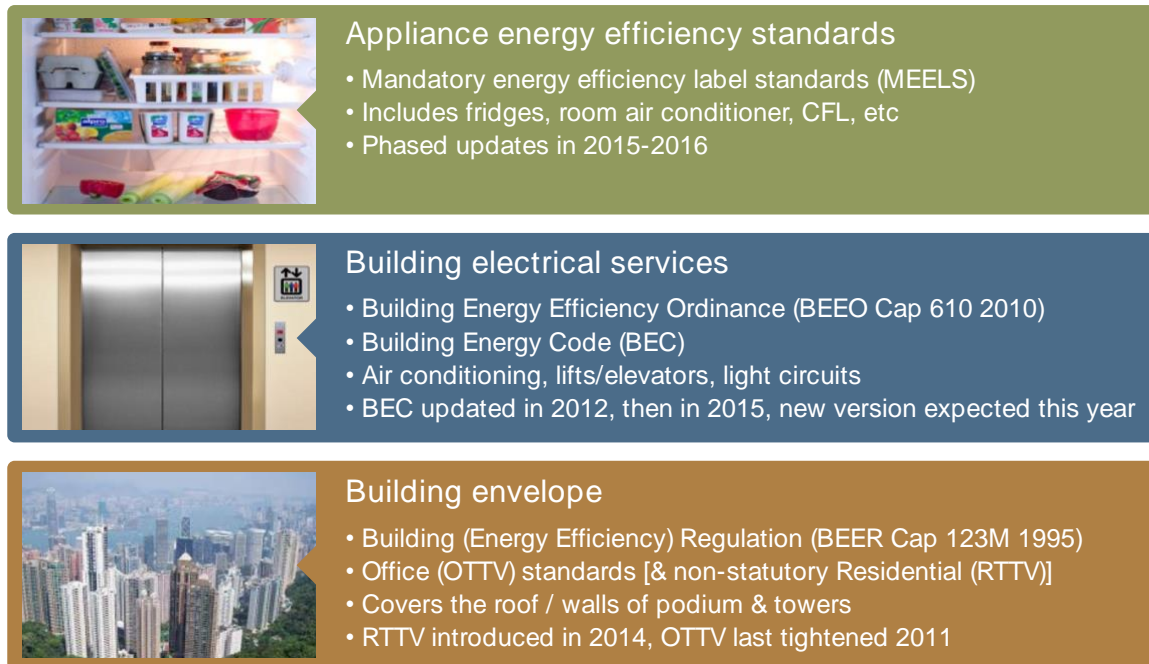 Appliance energy efficiency standards
• Mandatory energy efficiency label standards (MEELS)
• Includes fridges, room air conditioner, CFL, etc
• Phased updates in 2015-2016
Building electrical services
• Building Energy Efficiency Ordinance (BEEO Cap 610 2010)
• Building Energy Code (BEC)
• Air conditioning, lifts/elevators, light circuits
• BEC updated in 2012, then in 2015, new version expected this year
ELEVATOR
Building envelope
• Building (Energy Efficiency) Regulation (BEER Cap 123M 1995)
• Office (OTTV) standards [& non-statutory Residential (RTTV)]
• Covers the roof / walls of podium & towers
• RTTV introduced in 2014, OTTV last tightened 2011